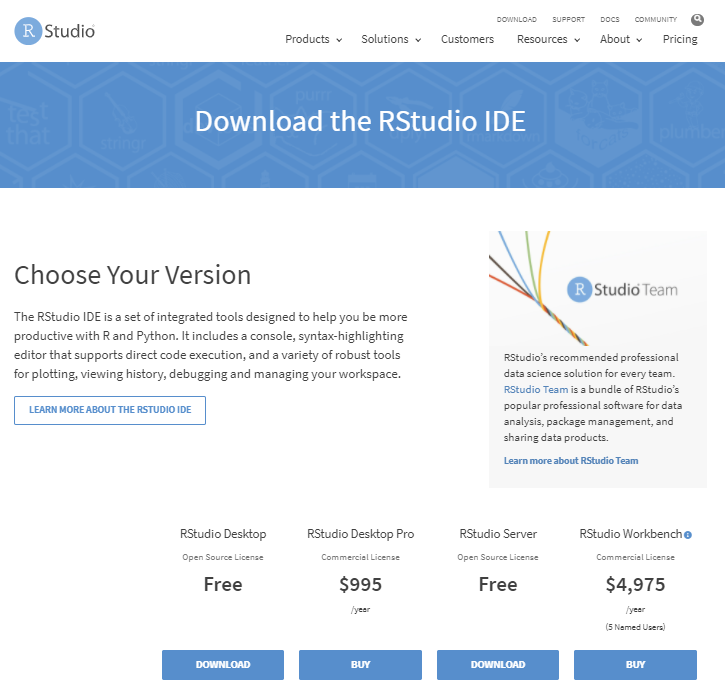 DOWNLOAD SUPPORT DOCS COMMUNITY
R Studio
Products Solutions Customers Resources About Pricing
test that
stringr
purrr
plumber
Download the RStudio IDE
Choose Your Version
The RStudio IDE is a set of integrated tools designed to help you be more
productive with R and Python. It includes a console, syntax-highlighting
editor that supports direct code execution, and a variety of robust tools
for plotting, viewing history, debugging and managing your workspace.
LEARN MORE ABOUT THE RSTUDIO IDE
R Studio Team
RStudio's recommended professional
data science solution for every team.
RStudio Team is a bundle of RStudio's
popular professional software for data
analysis, package management, and
sharing data products.
Learn more about RStudio Team
RStudio Desktop RStudio Desktop Pro RStudio Server RStudio Workbench
Open Source License Commercial License Open Source License Commercial License
Free $995 Free $4,975
/year /year
(5 Named Users)
DOWNLOAD BUY DOWNLOAD BUY